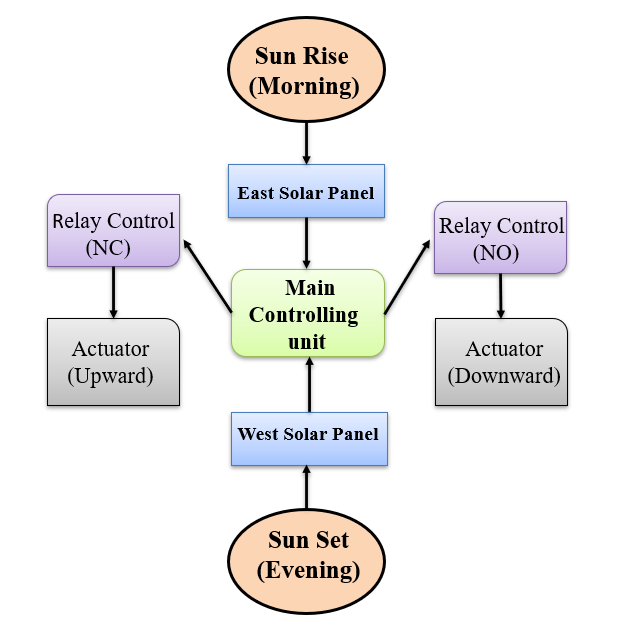 Sun Rise
(Morning)
East Solar Panel
Relay Control
(NC)
Relay Control
(NO)
Main
Controlling
unit
Actuator
(Upward)
Actuator
(Downward)
West Solar Panel
Sun Set
(Evening)